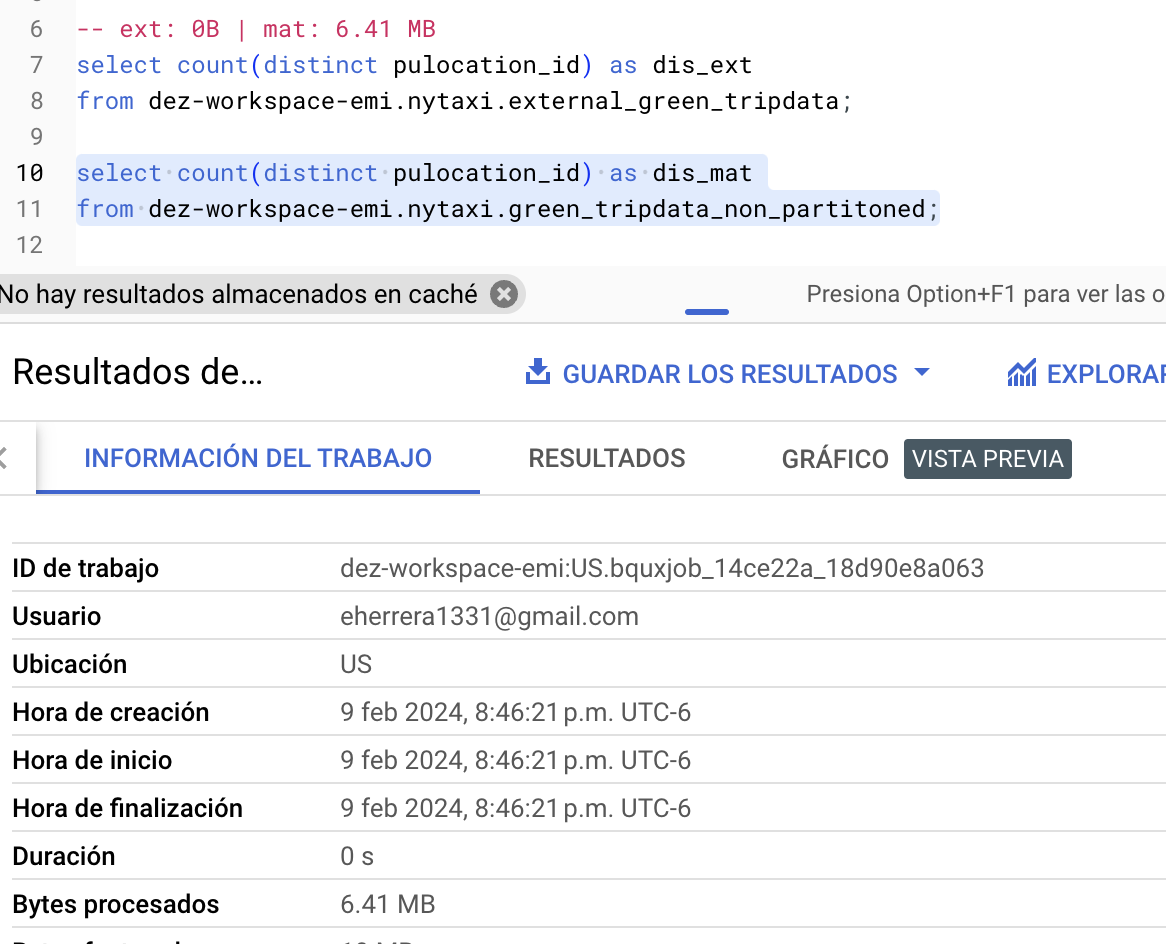 6 -- ext: 0B | mat: 6.41 MB
7 select count(distinct pulocation_id) as dis_ext
8 from dez-workspace-emi.nytaxi.external_green_tripdata;
9
10 select count(distinct pulocation_id) as dis_mat
11 from dez-workspace-emi.nytaxi.green_tripdata_non_partitoned;
12
No hay resultados almacenados en caché
Presiona Option+F1 para ver las o
Resultados de...
GUARDAR LOS RESULTADOS
EXPLORAR
INFORMACIÓN DEL TRABAJO
RESULTADOS
GRÁFICO
VISTA PREVIA
ID de trabajo dez-workspace-emi:US.bquxjob_14ce22a_18d90e8a063
Usuario eherrera1331@gmail.com
Ubicación US
Hora de creación 9 feb 2024, 8:46:21 p.m. UTC-6
Hora de inicio 9 feb 2024, 8:46:21 p.m. UTC-6
Hora de finalización 9 feb 2024, 8:46:21 p.m. UTC-6
Duración 0 s
Bytes procesados 6.41 MB